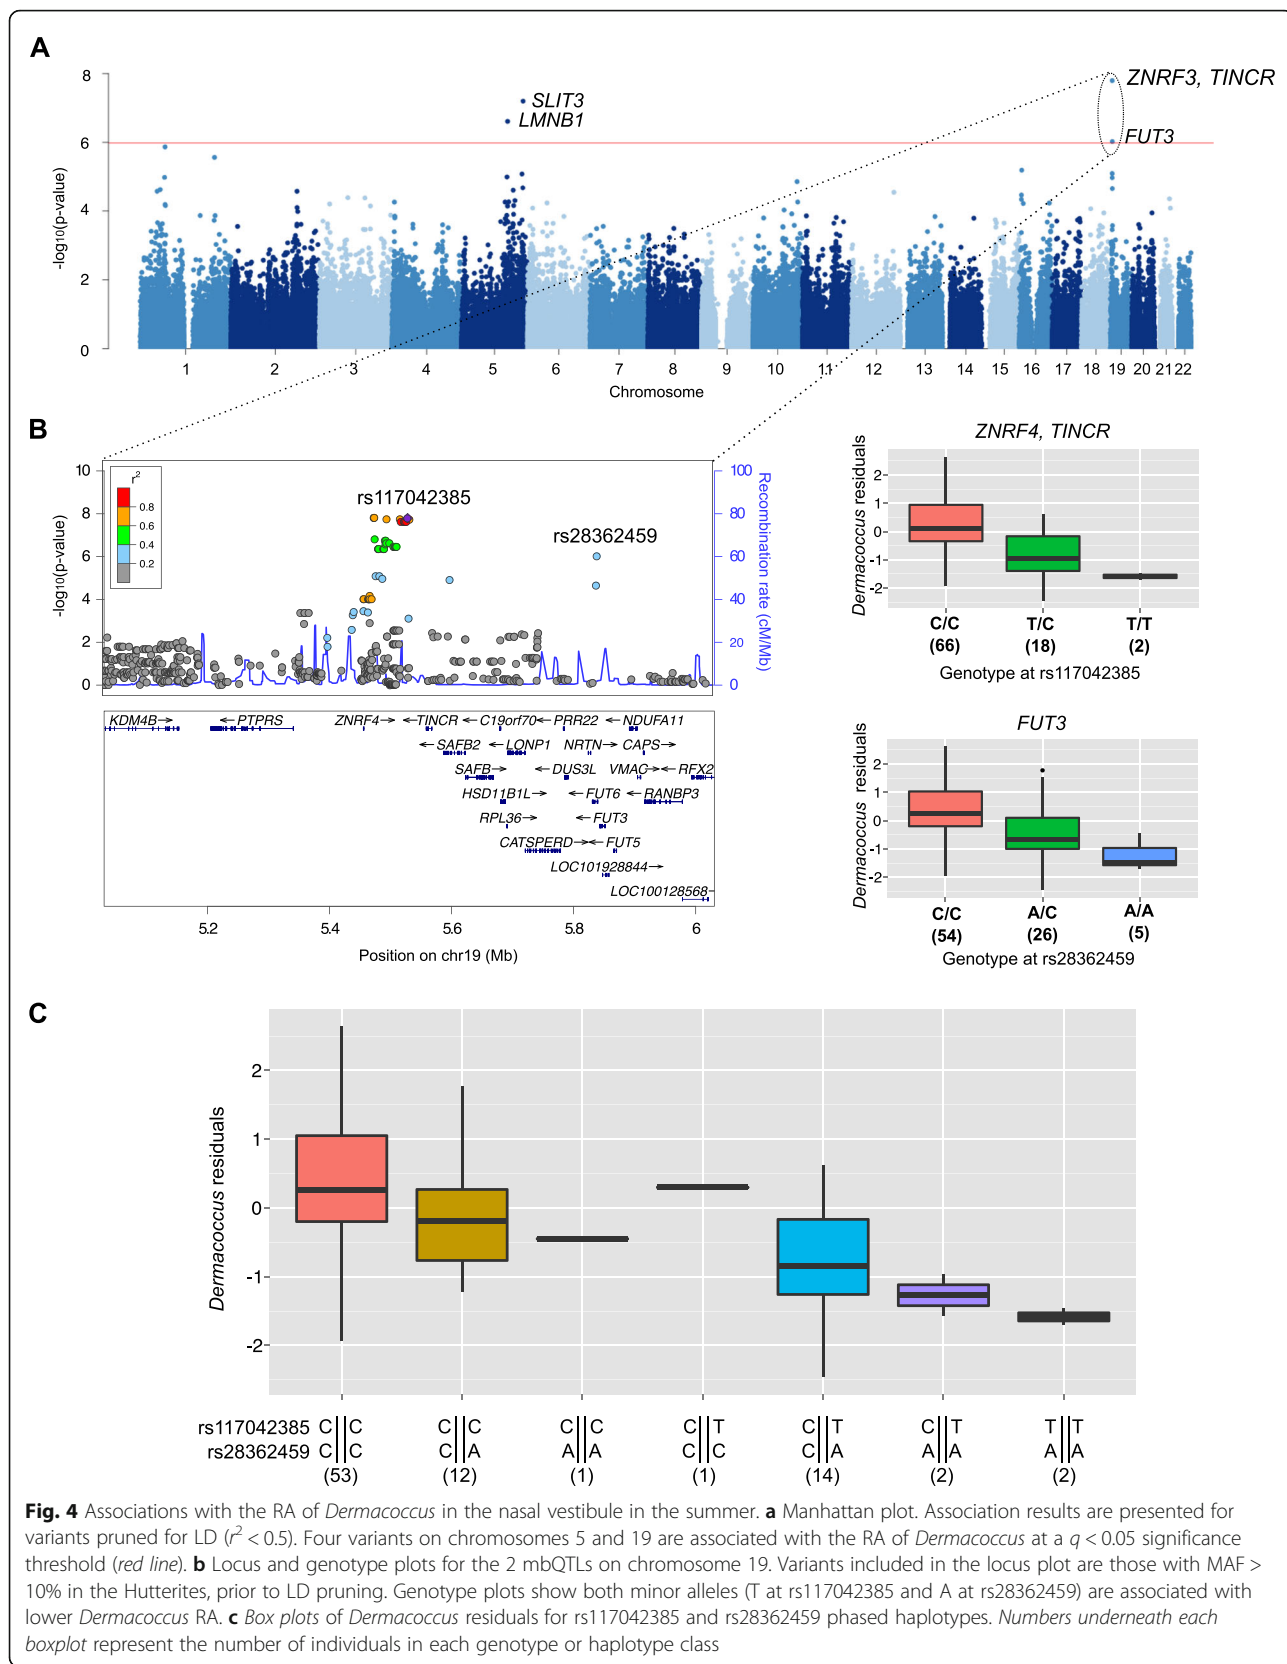 A
8
6
4
2
0
-log10(p-value)
SLIT3
LMNB1
ZNRF3, TINCR
FUT3
1 2 3 4 5 6 7 8 9 10 11 12 13 14 15 16 17 18 19 20 21 22
Chromosome
B
10
8
6
4
2
0
-log10(p-value)
r2
0.8
0.6
0.4
0.2
rs117042385
rs28362459
100
80
60
40
20
0
Recombination rate (cM/Mb)
KDM4B→ ←PTPRS ZNRF4→ ←TINCR ←C19orf70 ←PRR22 ←NDUFA11
←SAFB2 ←LONP1 NRTN→ CAPS→
SAFB→ ←DUS3L VMAC→ ←RFX2
HSD11B1L→ ←FUT6 ←RANBP3
RPL36→ ←FUT3
CATSPERD→ ←FUT5
LOC101928844→
LOC100128568→
5.2 5.4 5.6 5.8 6
Position on chr19 (Mb)
ZNRF4, TINCR
Dermacoccus residuals
2
1
0
-1
-2
C/C T/C T/T
(66) (18) (2)
Genotype at rs117042385
FUT3
Dermacoccus residuals
2
1
0
-1
-2
C/C A/C A/A
(54) (26) (5)
Genotype at rs28362459
C
Dermacoccus residuals
2
1
0
-1
-2
rs117042385 C C C C C C C T C T C T T T
rs28362459 C C C A A A C C C A A A A A
(53) (12) (1) (1) (14) (2) (2)
Fig. 4 Associations with the RA of Dermacoccus in the nasal vestibule in the summer. a Manhattan plot. Association results are presented for
variants pruned for LD (r2 < 0.5). Four variants on chromosomes 5 and 19 are associated with the RA of Dermacoccus at a q < 0.05 significance
threshold (red line). b Locus and genotype plots for the 2 mbQTLs on chromosome 19. Variants included in the locus plot are those with MAF >
10% in the Hutterites, prior to LD pruning. Genotype plots show both minor alleles (T at rs117042385 and A at rs28362459) are associated with
lower Dermacoccus RA. c Box plots of Dermacoccus residuals for rs117042385 and rs28362459 phased haplotypes. Numbers underneath each
boxplot represent the number of individuals in each genotype or haplotype class